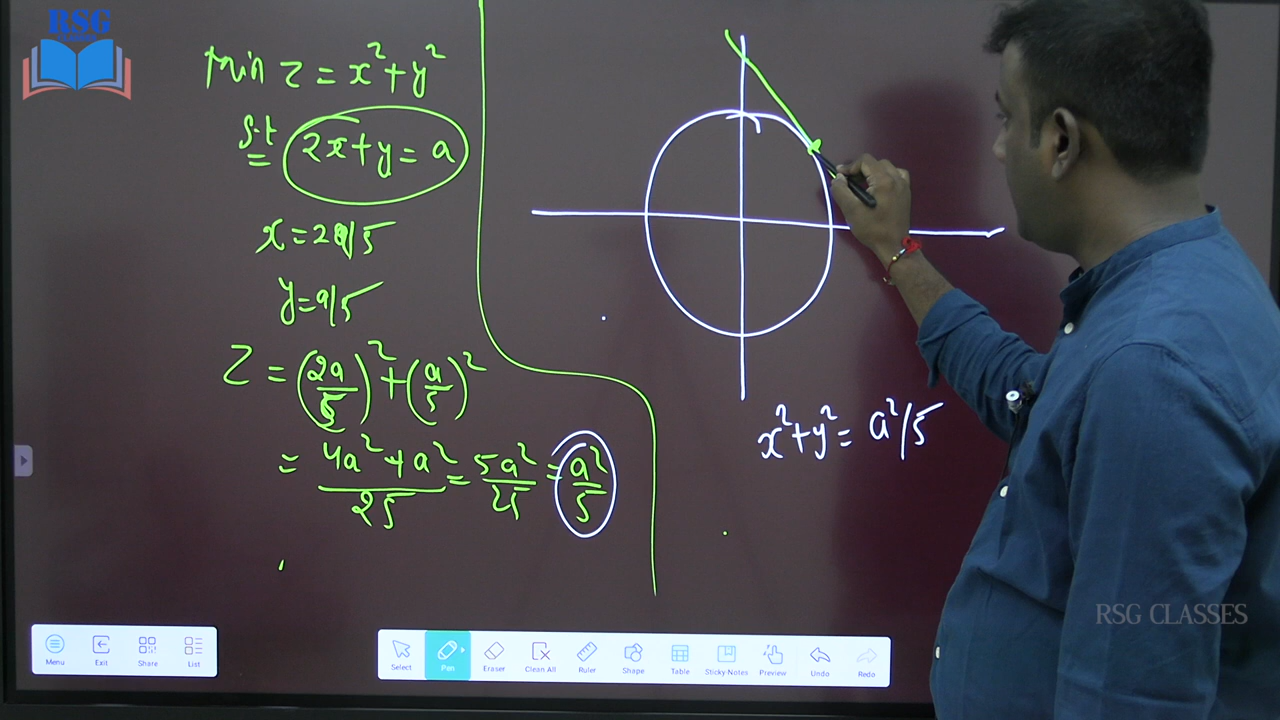 RSG
Min Z = x² + y²
S.t 2x + y = a
x = 2a/5
y = a/5
Z = (2a/5)² + (a/5)²
= (4a² + a²)/25 = 5a²/25 = a²/5
x² + y² = a²/5
RSG CLASSES
Menu Exit Share List
Select Pen Eraser Clean All Ruler Shape Table Sticky-Notes Preview Undo Redo